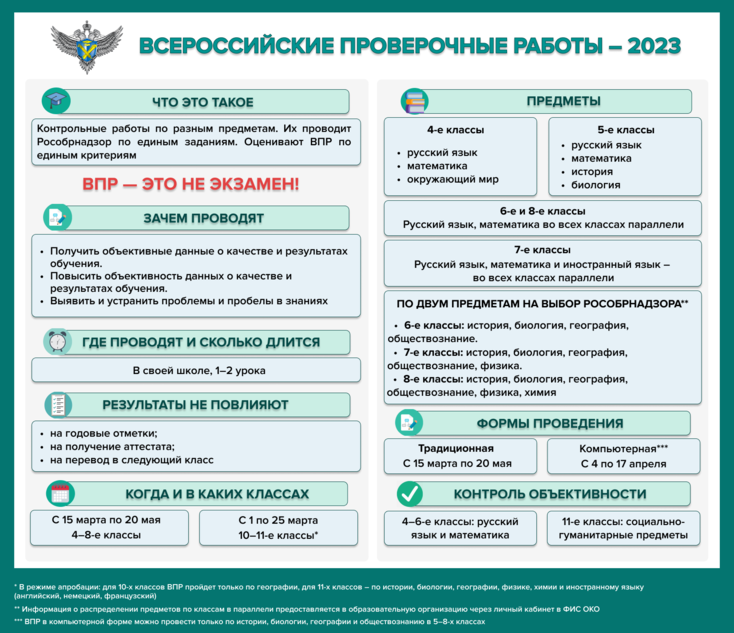 ВСЕРОССИЙСКИЕ ПРОВЕРОЧНЫЕ РАБОТЫ – 2023
ЧТО ЭТО ТАКОЕ
Контрольные работы по разным предметам. Их проводит
Рособрнадзор по единым заданиям. Оценивают ВПР по
единым критериям
ВПР — ЭТО НЕ ЭКЗАМЕН!
ЗАЧЕМ ПРОВОДЯТ
• Получить объективные данные о качестве и результатах
обучения.
• Повысить объективность данных о качестве и
результатах обучения.
• Выявить и устранить проблемы и пробелы в знаниях
ГДЕ ПРОВОДЯТ И СКОЛЬКО ДЛИТСЯ
В своей школе, 1–2 урока
РЕЗУЛЬТАТЫ НЕ ПОВЛИЯЮТ
• на годовые отметки;
• на получение аттестата;
• на перевод в следующий класс
КОГДА И В КАКИХ КЛАССАХ
С 15 марта по 20 мая
4–8-е классы
С 1 по 25 марта
10–11-е классы*
ПРЕДМЕТЫ
4-е классы
• русский язык
• математика
• окружающий мир
5-е классы
• русский язык
• математика
• история
• биология
6-е и 8-е классы
Русский язык, математика во всех классах параллели
7-е классы
Русский язык, математика и иностранный язык –
во всех классах параллели
ПО ДВУМ ПРЕДМЕТАМ НА ВЫБОР РОСОБРНАДЗОРА**
• 6-е классы: история, биология, география,
обществознание.
• 7-е классы: история, биология, география,
обществознание, физика.
• 8-е классы: история, биология, география,
обществознание, физика, химия
ФОРМЫ ПРОВЕДЕНИЯ
Традиционная
С 15 марта по 20 мая
Компьютерная***
С 4 по 17 апреля
КОНТРОЛЬ ОБЪЕКТИВНОСТИ
4–6-е классы: русский
язык и математика
11-е классы: социально-
гуманитарные предметы
* В режиме апробации: для 10-х классов ВПР пройдет только по географии, для 11-х классов – по истории, биологии, географии, физике, химии и иностранному языку
(английский, немецкий, французский)
** Информация о распределении предметов по классам в параллели предоставляется в образовательную организацию через личный кабинет в ФИС ОКО
*** ВПР в компьютерной форме можно провести только по истории, биологии, географии и обществознанию в 5–8-х классах